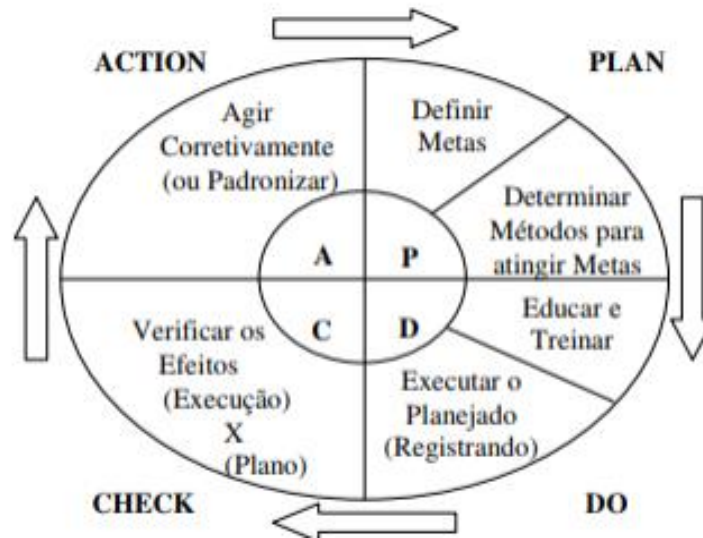 ACTION
PLAN
Agir
Corretivamente
(ou Padronizar)
Definir
Metas
Determinar
Métodos para
atingir Metas
A
P
C
D
Verificar os
Efeitos
(Execução)
X
(Plano)
Educar e
Treinar
Executar o
Planejado
(Registrando)
CHECK
DO